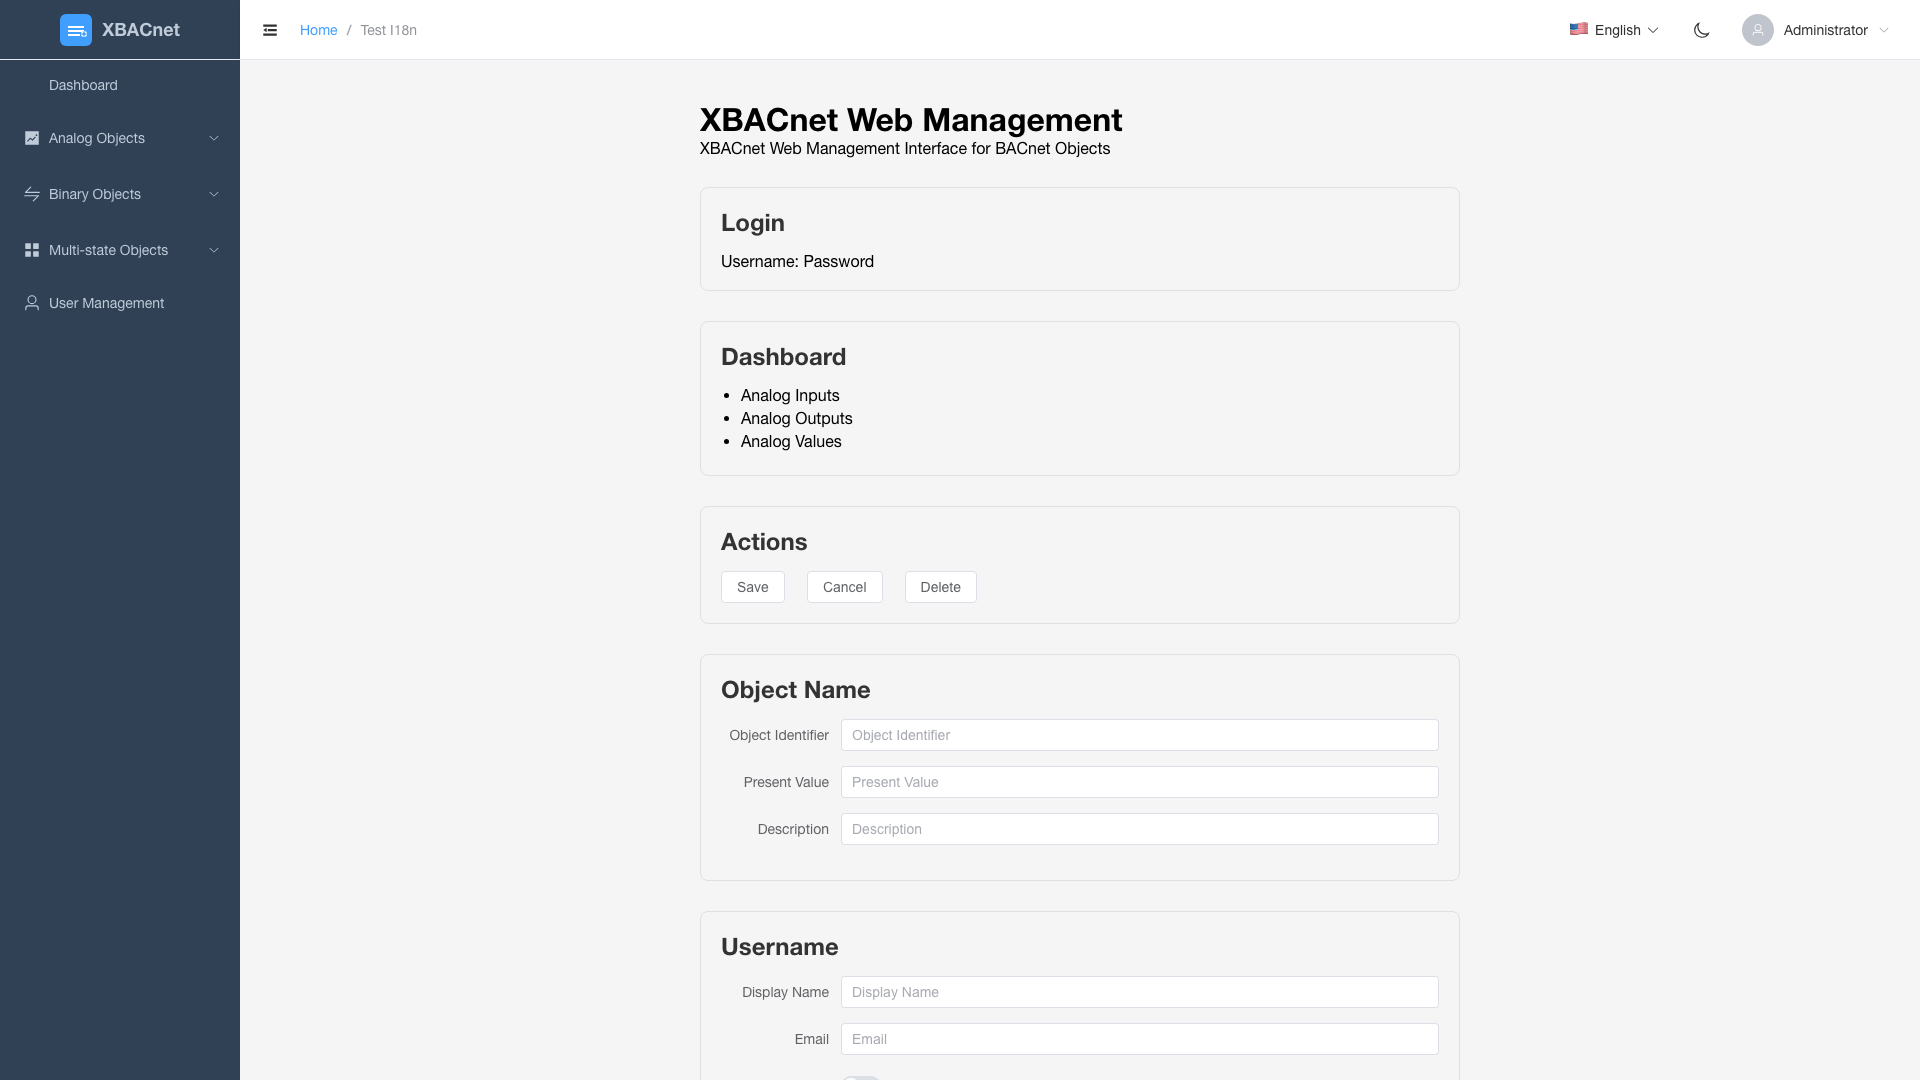 XBACnet
Home / Test I18n
English
Administrator
Dashboard
Analog Objects
Binary Objects
Multi-state Objects
User Management
XBACnet Web Management
XBACnet Web Management Interface for BACnet Objects
Login
Username: Password
Dashboard
Analog Inputs
Analog Outputs
Analog Values
Actions
Save Cancel Delete
Object Name
Object Identifier Object Identifier
Present Value Present Value
Description Description
Username
Display Name Display Name
Email Email